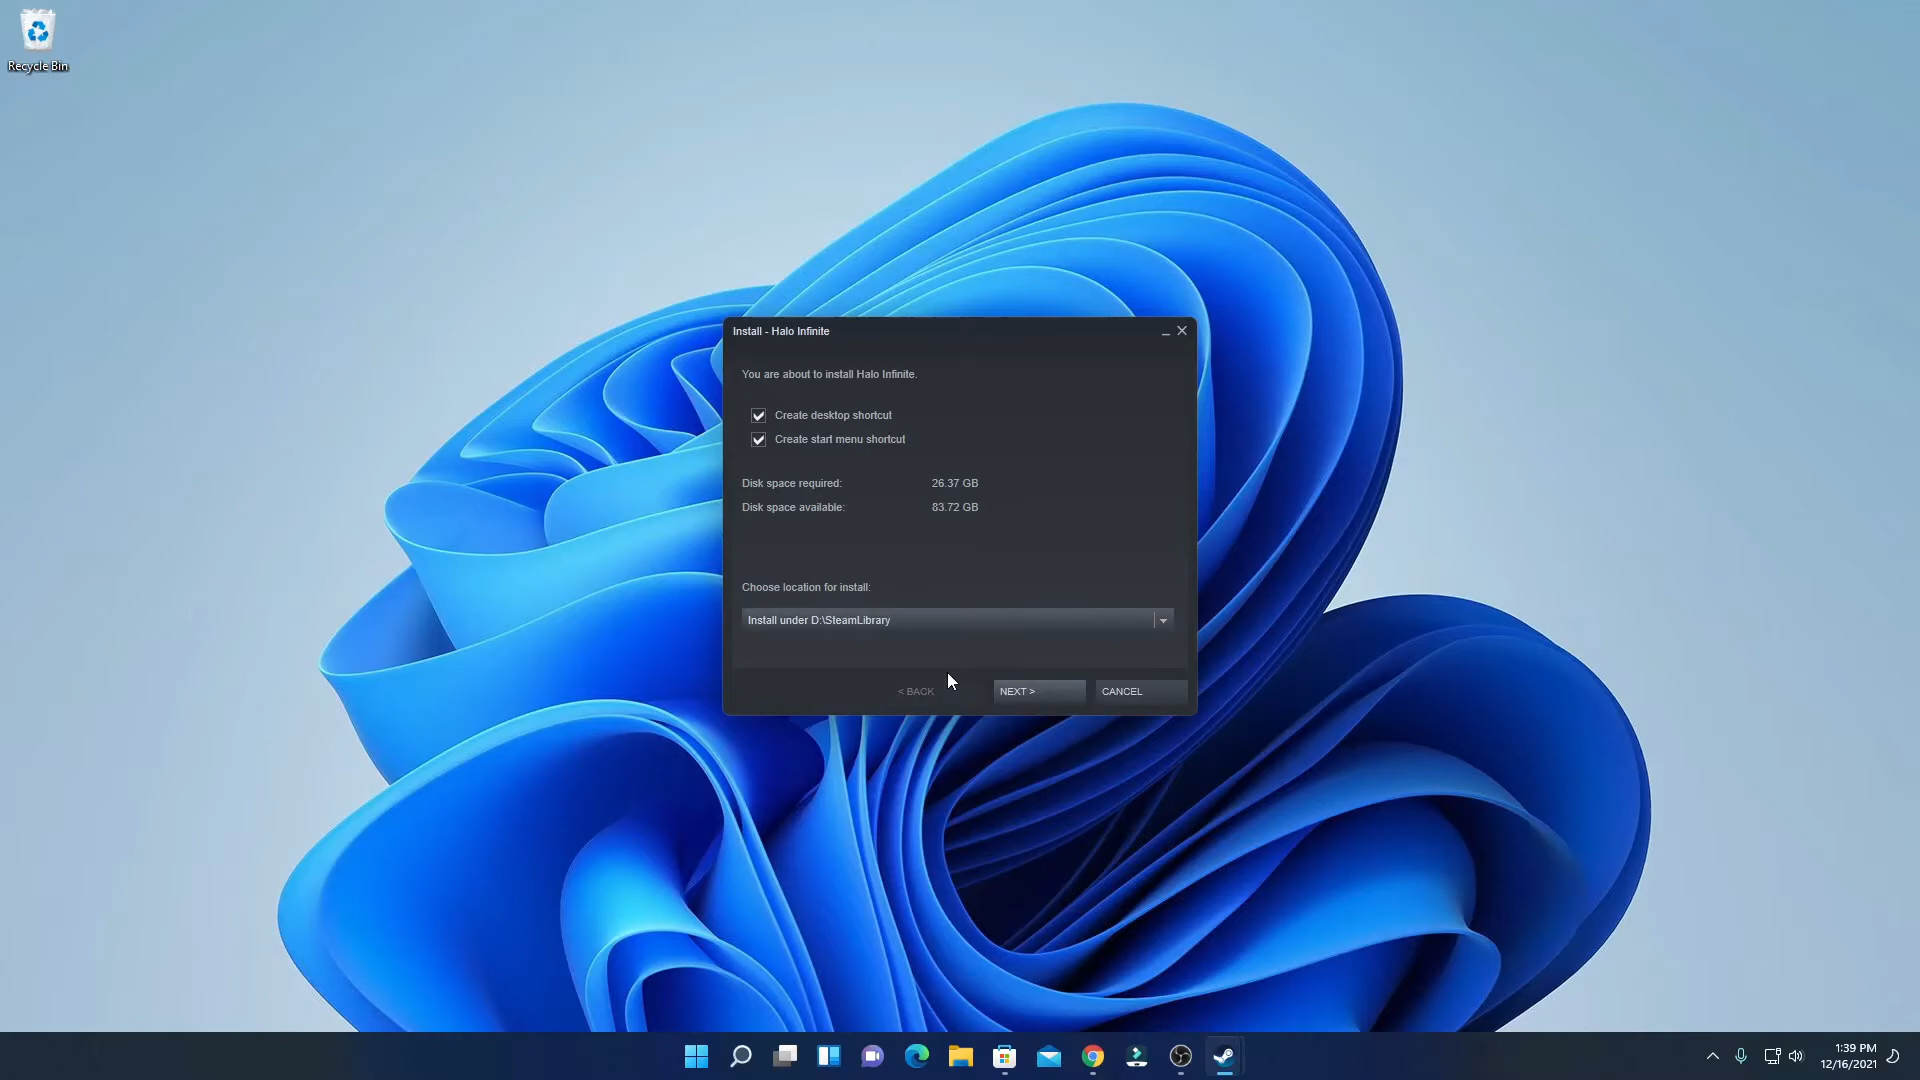 Recycle Bin
Install - Halo Infinite
You are about to install Halo Infinite.
Create desktop shortcut
Create start menu shortcut
Disk space required: 26.37 GB
Disk space available: 83.72 GB
Choose location for install:
Install under D:\SteamLibrary
< BACK NEXT > CANCEL
1:39 PM
12/16/2021